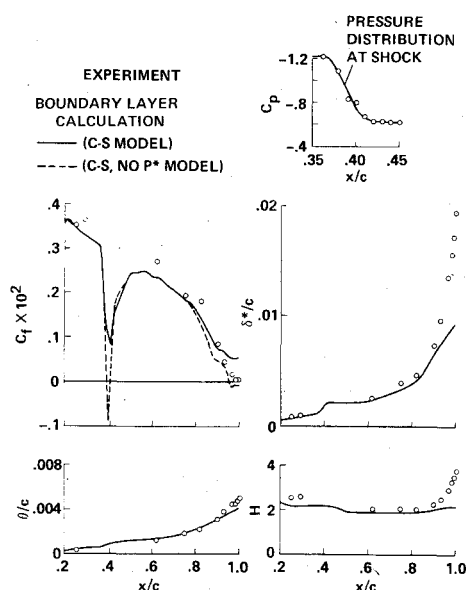 EXPERIMENT
BOUNDARY LAYER
CALCULATION
(C-S MODEL)
(C-S, NO P* MODEL)
PRESSURE
DISTRIBUTION
AT SHOCK
-1.2
-.8
-.4
Cp
.35 .40 .45
x/c
.4
.3
.2
.1
0
-.1
Cf X 10²
.02
.01
0
δ*/c
.008
.004
0
θ/c
.2 .4 .6 .8 1.0
x/c
4
2
0
H
.2 .4 .6 .8 1.0
x/c